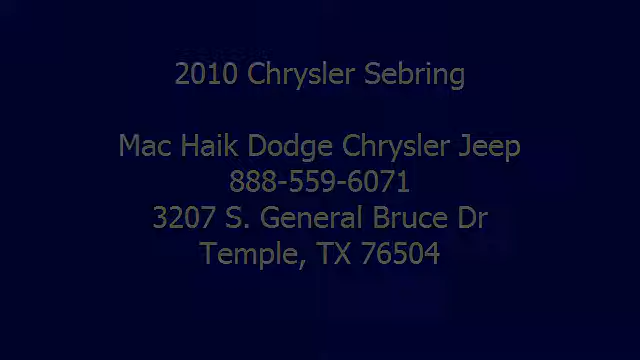 2010 Chrysler Sebring
Mac Haik Dodge Chrysler Jeep
888-559-6071
3207 S. General Bruce Dr
Temple, TX 76504